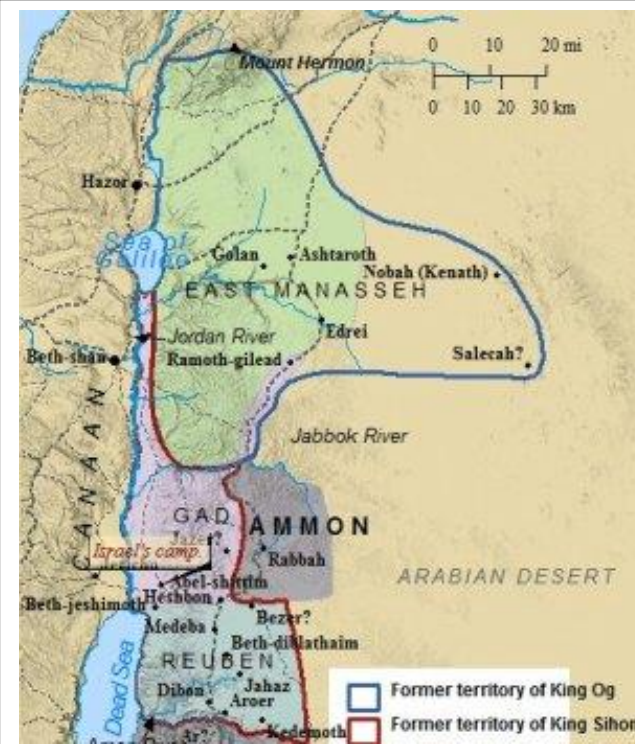 0 10 20 mi
0 10 20 30 km
Mount Hermon
Hazor
Sea of
Galilee
Golan
Ashtaroth
Nobah (Kenath)
EAST MANASSEH
Edrei
Jordan River
Beth-shan
Ramoth-gilead
Salecah?
CANAAN
Jabbok River
GAD
AMMON
Israel's camp.
Rabbah
ARABIAN DESERT
Abel-shittim
Beth-jeshimoth
Heshbon
Bezer?
Medeba
Beth-diblathaim
REUBEN
Dead Sea
Jahaz
Dibon
Aroer
Kedemoth
Ar?
Former territory of King Og
Former territory of King Sihon